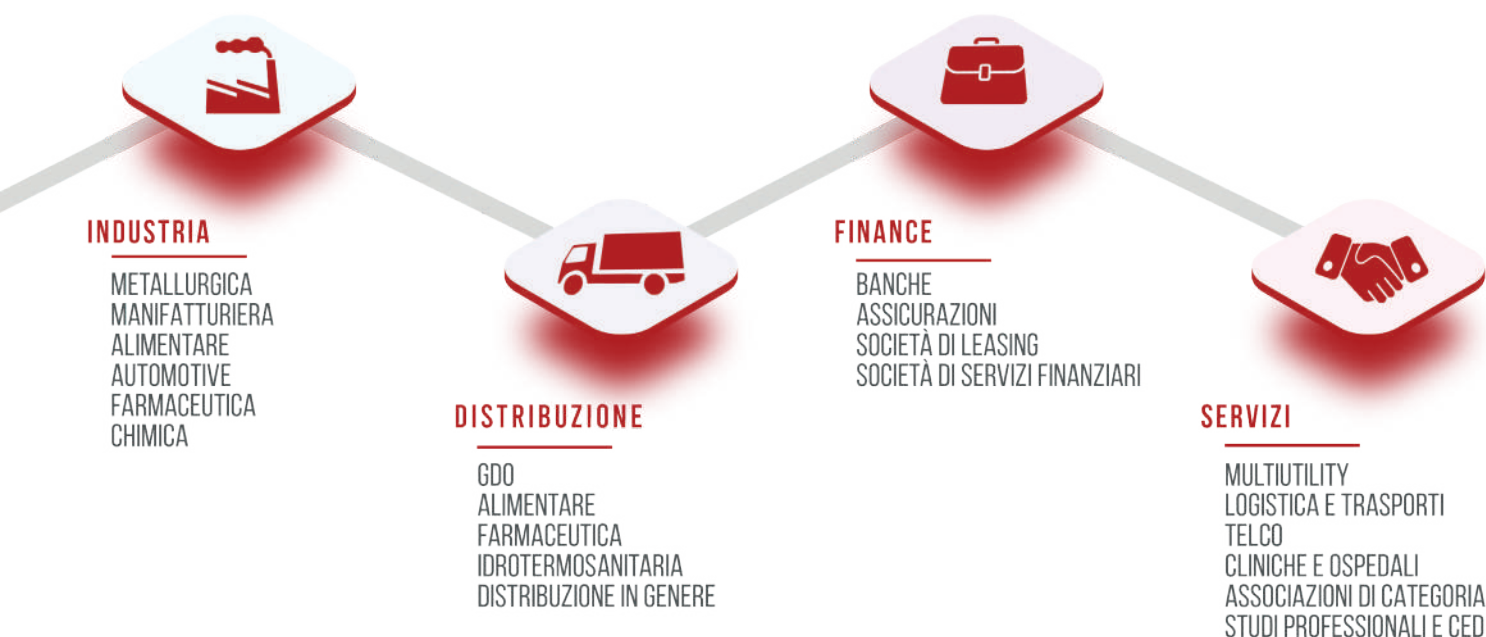 INDUSTRIA
METALLURGICA
MANIFATTURIERA
ALIMENTARE
AUTOMOTIVE
FARMACEUTICA
CHIMICA
DISTRIBUZIONE
GDO
ALIMENTARE
FARMACEUTICA
IDROTERMOSANITARIA
DISTRIBUZIONE IN GENERE
FINANCE
BANCHE
ASSICURAZIONI
SOCIETÀ DI LEASING
SOCIETÀ DI SERVIZI FINANZIARI
SERVIZI
MULTIUTILITY
LOGISTICA E TRASPORTI
TELCO
CLINICHE E OSPEDALI
ASSOCIAZIONI DI CATEGORIA
STUDI PROFESSIONALI E CED